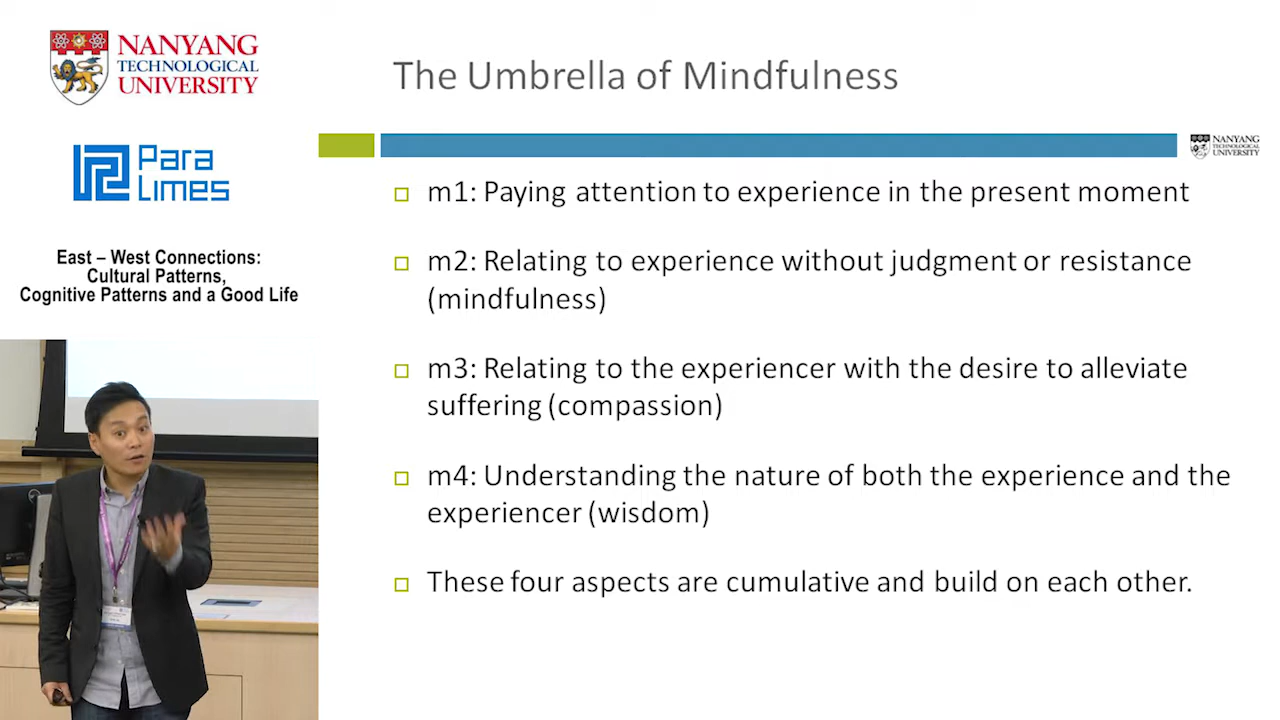 NANYANG
TECHNOLOGICAL
UNIVERSITY
Para
Limes
East – West Connections:
Cultural Patterns,
Cognitive Patterns and a Good Life
The Umbrella of Mindfulness
NANYANG
TECHNOLOGICAL
UNIVERSITY
m1: Paying attention to experience in the present moment
m2: Relating to experience without judgment or resistance
(mindfulness)
m3: Relating to the experiencer with the desire to alleviate
suffering (compassion)
m4: Understanding the nature of both the experience and the
experiencer (wisdom)
These four aspects are cumulative and build on each other.